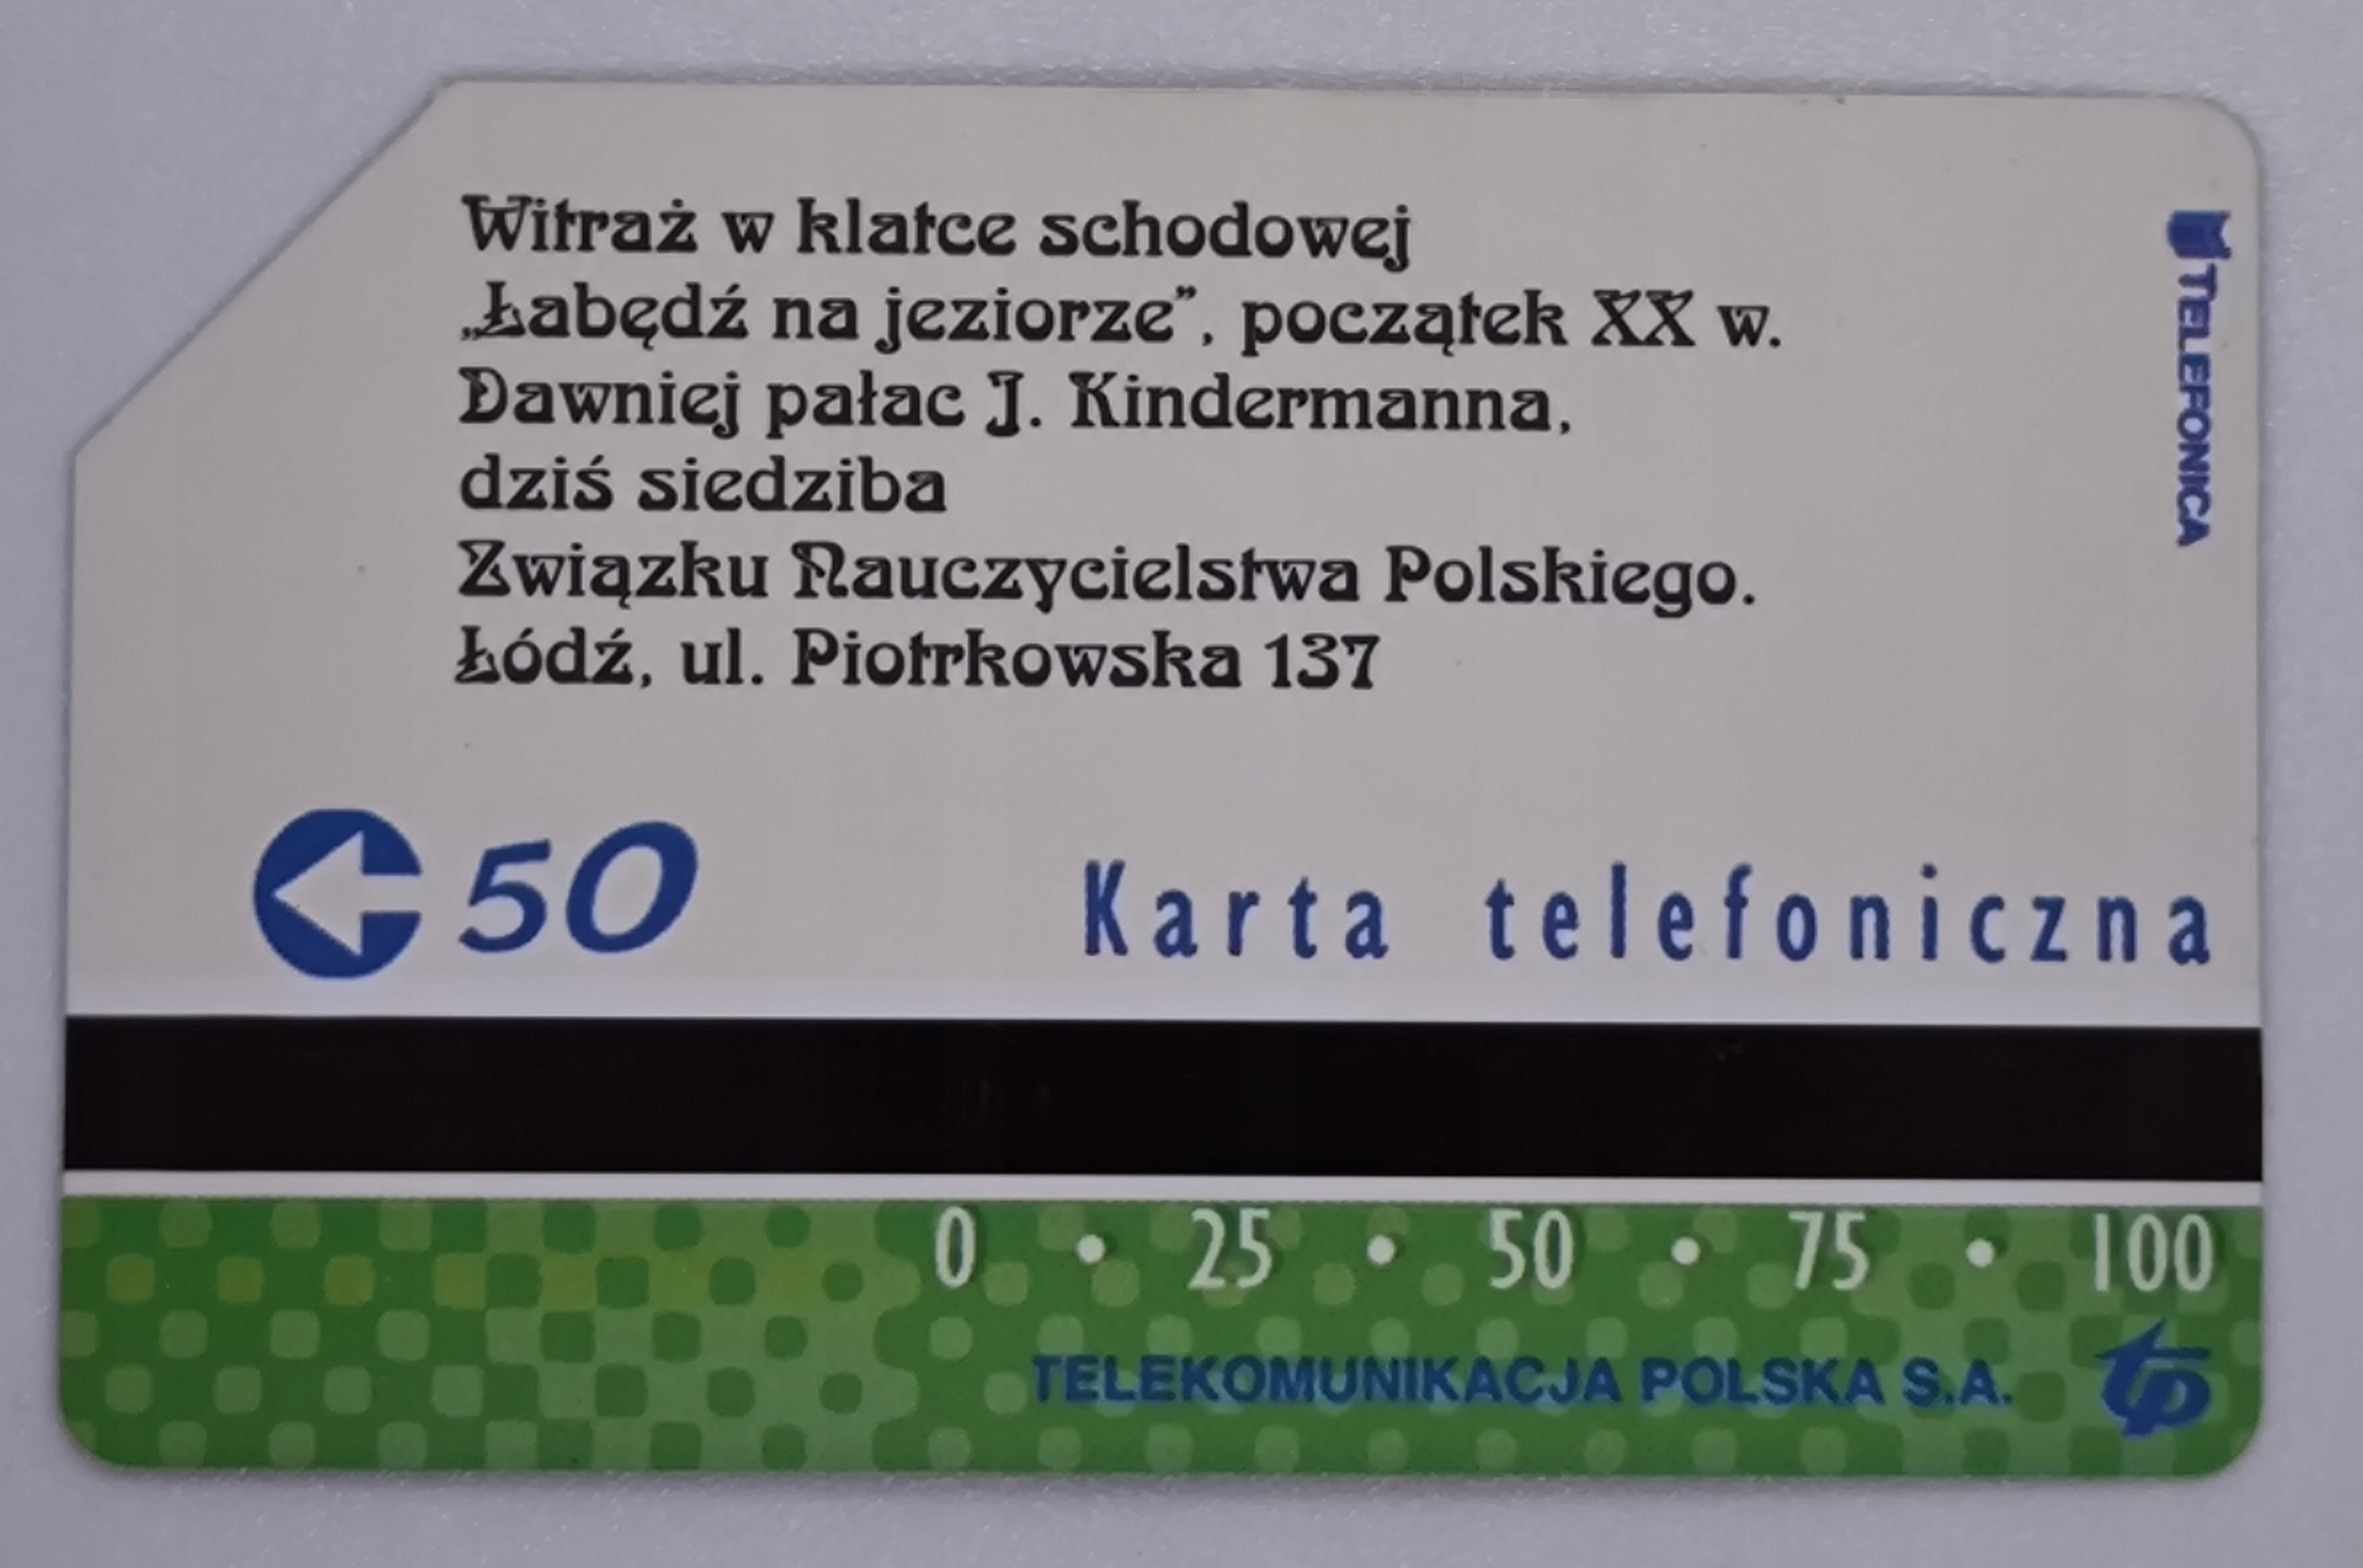 Witraż w klatce schodowej
„Łabędź na jeziorze”, początek XX w.
Dawniej pałac J. Kindermanna,
dziś siedziba
Związku Nauczycielstwa Polskiego.
Łódź, ul. Piotrkowska 137
TELEFONICA
50
Karta telefoniczna
0 • 25 • 50 • 75 • 100
TELEKOMUNIKACJA POLSKA S.A. tp